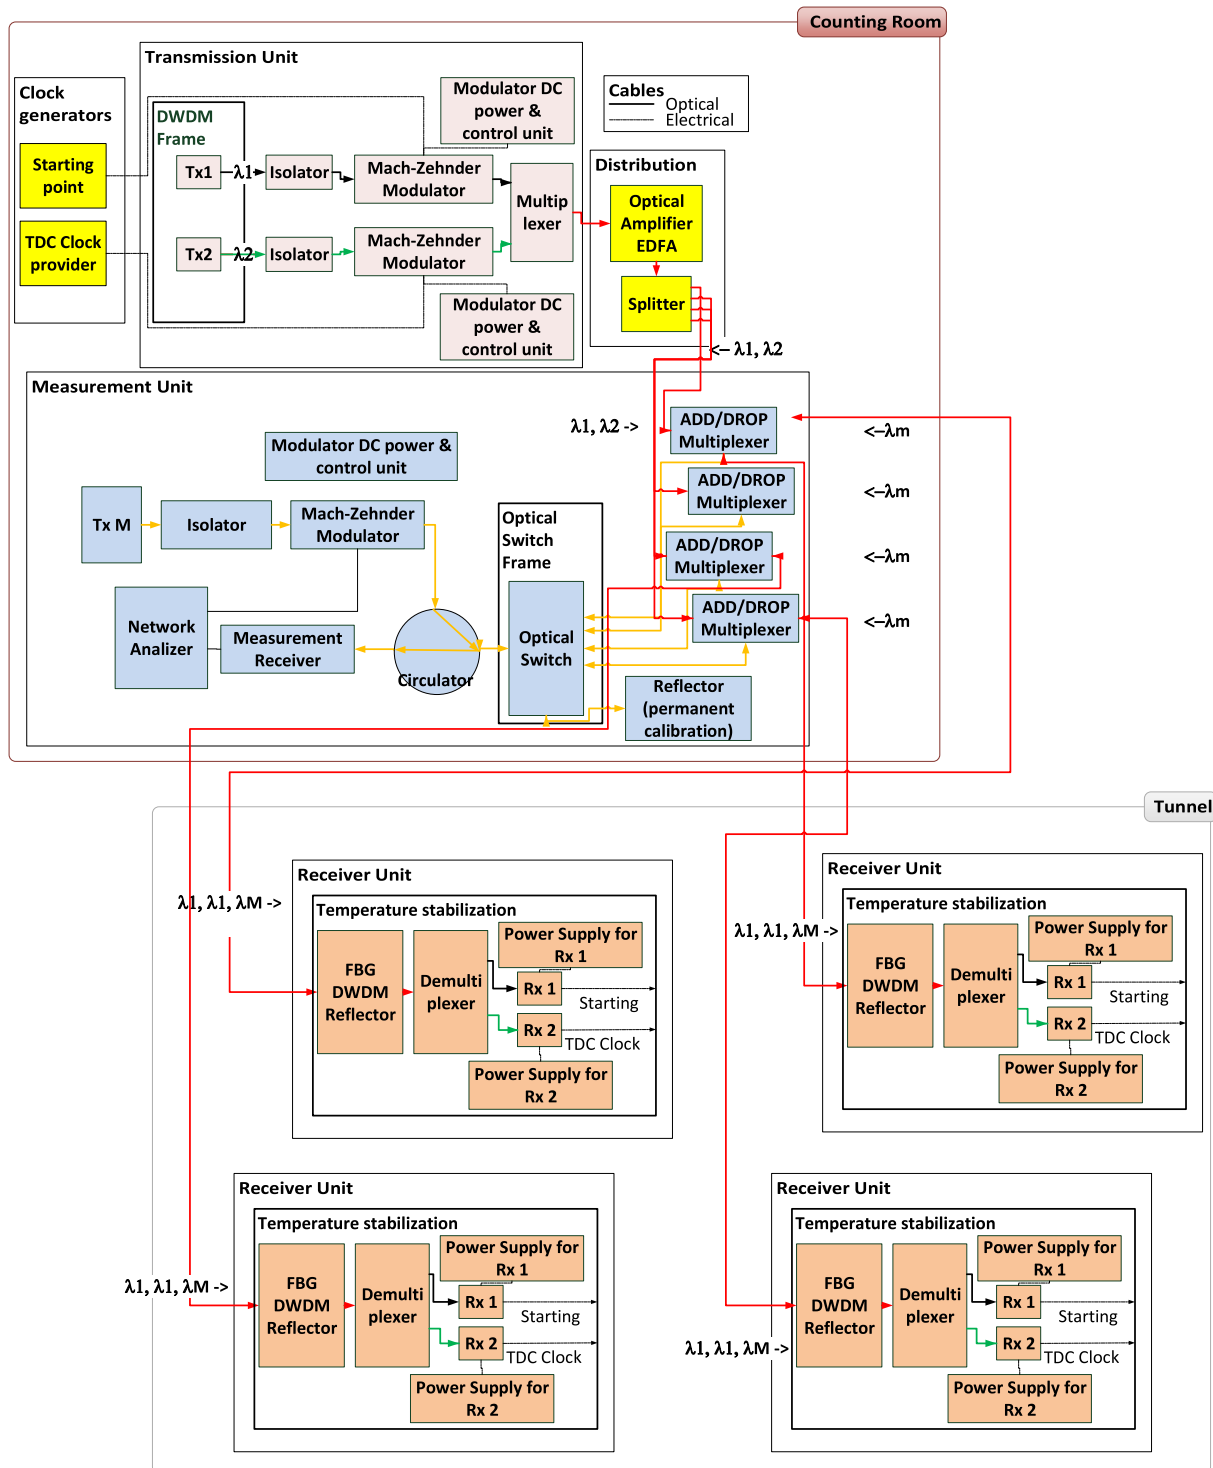 Counting Room
Transmission Unit
Clock
generators
Starting
point
TDC Clock
provider
DWDM
Frame
Tx1
λ1
Isolator
Mach-Zehnder
Modulator
Modulator DC
power &
control unit
Multip
lexer
Tx2
λ2
Isolator
Mach-Zehnder
Modulator
Modulator DC
power &
control unit
Cables
Optical
Electrical
Distribution
Optical
Amplifier
EDFA
Splitter
<– λ1, λ2
Measurement Unit
λ1, λ2 ->
ADD/DROP
Multiplexer
<–λm
ADD/DROP
Multiplexer
<–λm
ADD/DROP
Multiplexer
<–λm
ADD/DROP
Multiplexer
<–λm
Modulator DC power &
control unit
Tx M
Isolator
Mach-Zehnder
Modulator
Optical
Switch
Frame
Optical
Switch
Network
Analizer
Measurement
Receiver
Circulator
Reflector
(permanent
calibration)
Tunnel
λ1, λ1, λM ->
Receiver Unit
Temperature stabilization
FBG
DWDM
Reflector
Demulti
plexer
Power Supply for
Rx 1
Rx 1
Starting
Rx 2
TDC Clock
Power Supply for
Rx 2
λ1, λ1, λM ->
Receiver Unit
Temperature stabilization
FBG
DWDM
Reflector
Demulti
plexer
Power Supply for
Rx 1
Rx 1
Starting
Rx 2
TDC Clock
Power Supply for
Rx 2
λ1, λ1, λM ->
Receiver Unit
Temperature stabilization
FBG
DWDM
Reflector
Demulti
plexer
Power Supply for
Rx 1
Rx 1
Starting
Rx 2
TDC Clock
Power Supply for
Rx 2
λ1, λ1, λM ->
Receiver Unit
Temperature stabilization
FBG
DWDM
Reflector
Demulti
plexer
Power Supply for
Rx 1
Rx 1
Starting
Rx 2
TDC Clock
Power Supply for
Rx 2